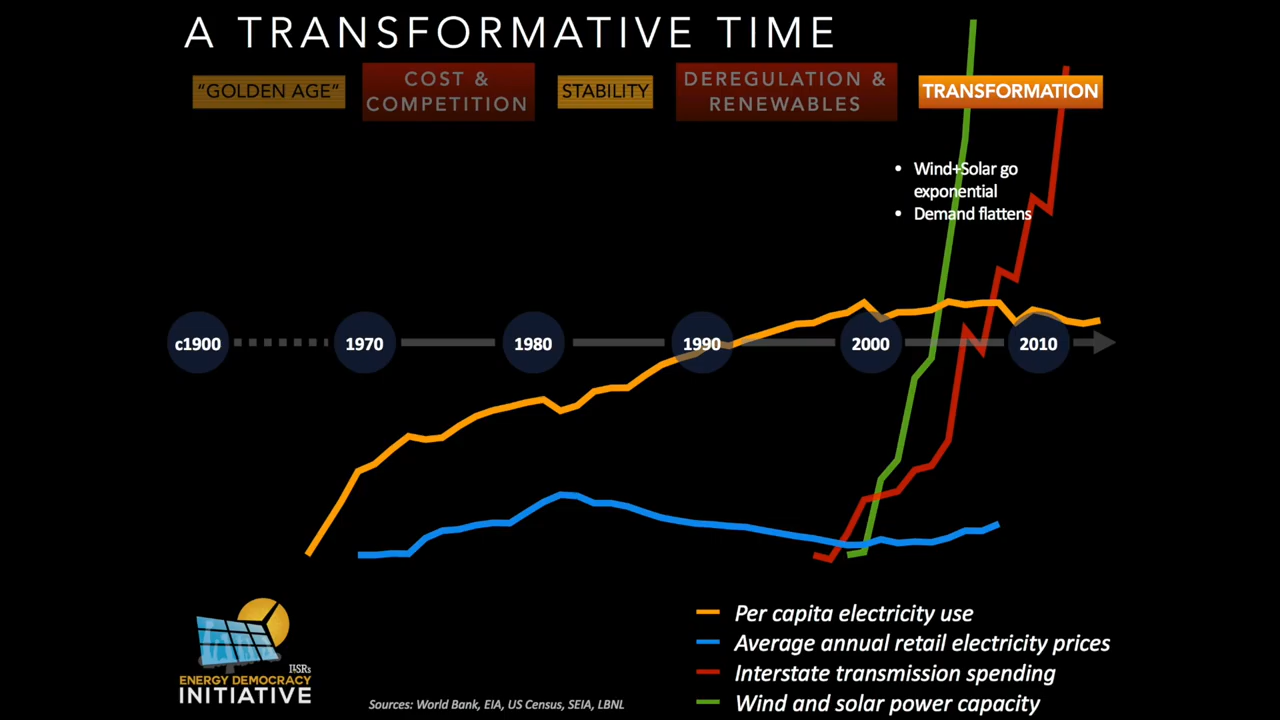 A TRANSFORMATIVE TIME
“GOLDEN AGE”
COST &
COMPETITION
STABILITY
DEREGULATION &
RENEWABLES
TRANSFORMATION
• Wind+Solar go
exponential
• Demand flattens
c1900
1970
1980
1990
2000
2010
Per capita electricity use
Average annual retail electricity prices
Interstate transmission spending
Wind and solar power capacity
ILSR's
ENERGY DEMOCRACY
INITIATIVE
Sources: World Bank, EIA, US Census, SEIA, LBNL